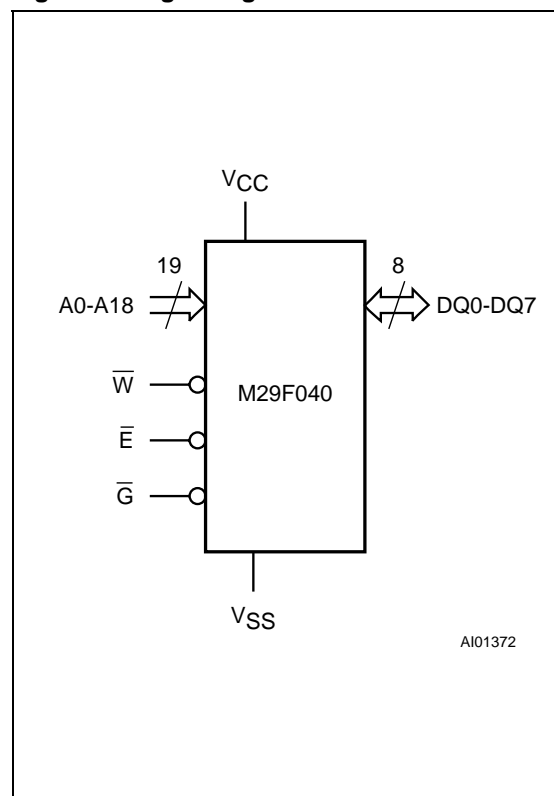 VCC
19
8
A0-A18
DQ0-DQ7
W̅
M29F040
E̅
G̅
VSS
AI01372